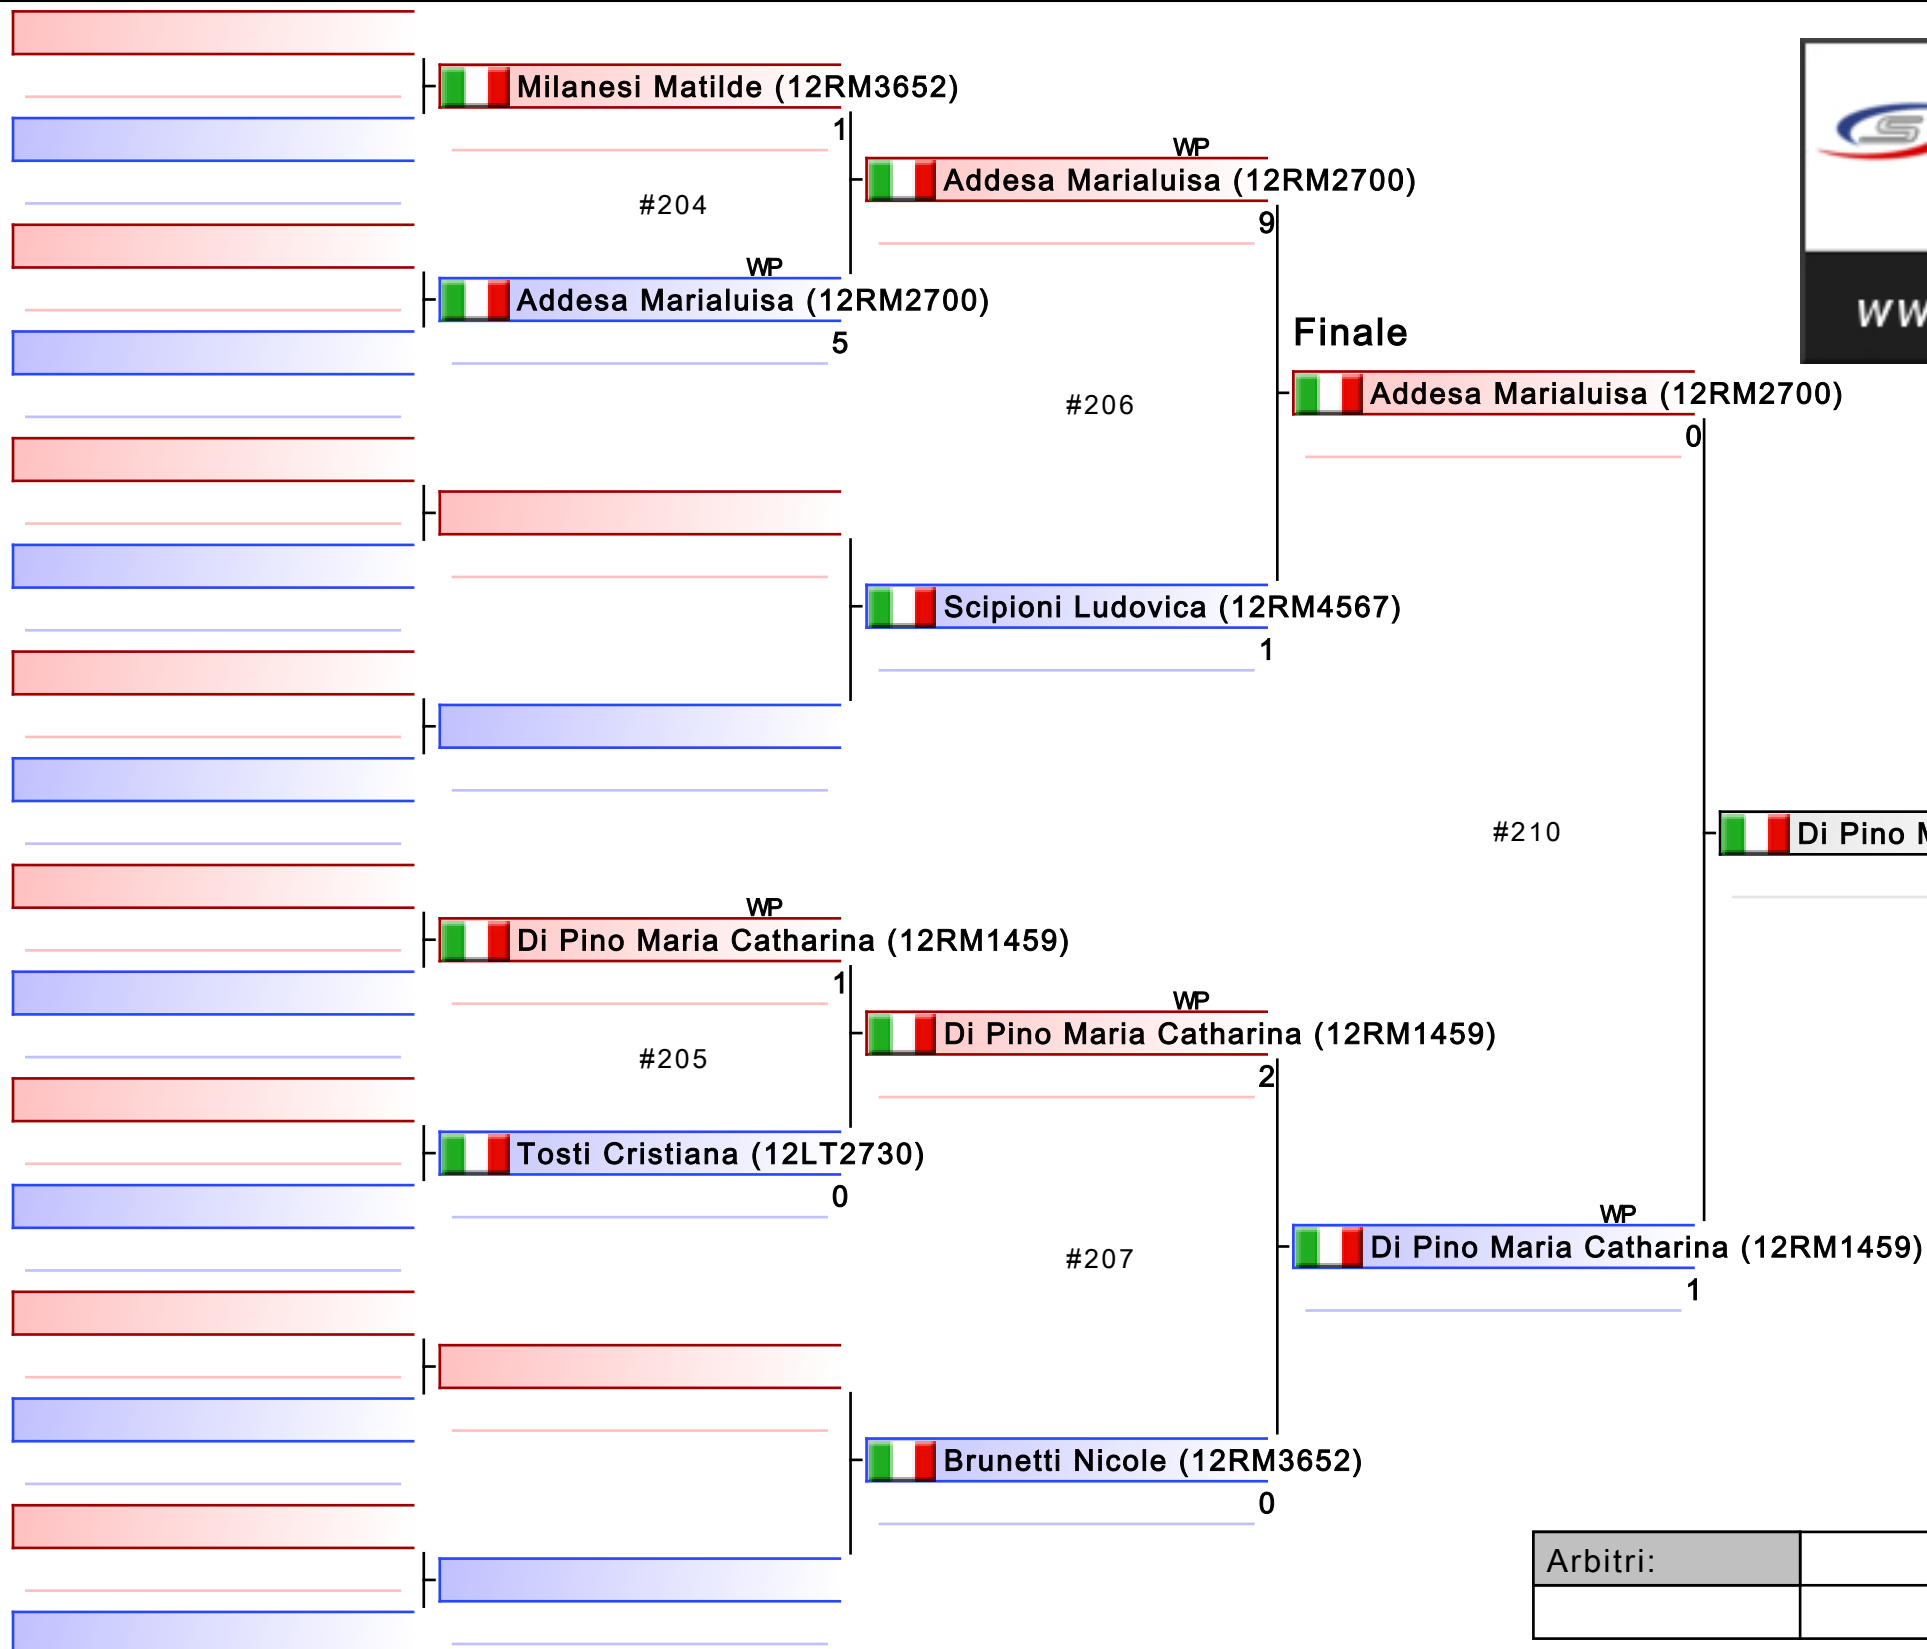 Milanesi Matilde (12RM3652)
1
#204
WP
Addesa Marialuisa (12RM2700)
5
WP
Addesa Marialuisa (12RM2700)
9
#206
Scipioni Ludovica (12RM4567)
1
Finale
Addesa Marialuisa (12RM2700)
0
#210
Di Pino
WP
Di Pino Maria Catharina (12RM1459)
1
#205
Tosti Cristiana (12LT2730)
0
WP
Di Pino Maria Catharina (12RM1459)
2
#207
Brunetti Nicole (12RM3652)
0
WP
Di Pino Maria Catharina (12RM1459)
1
Arbitri: